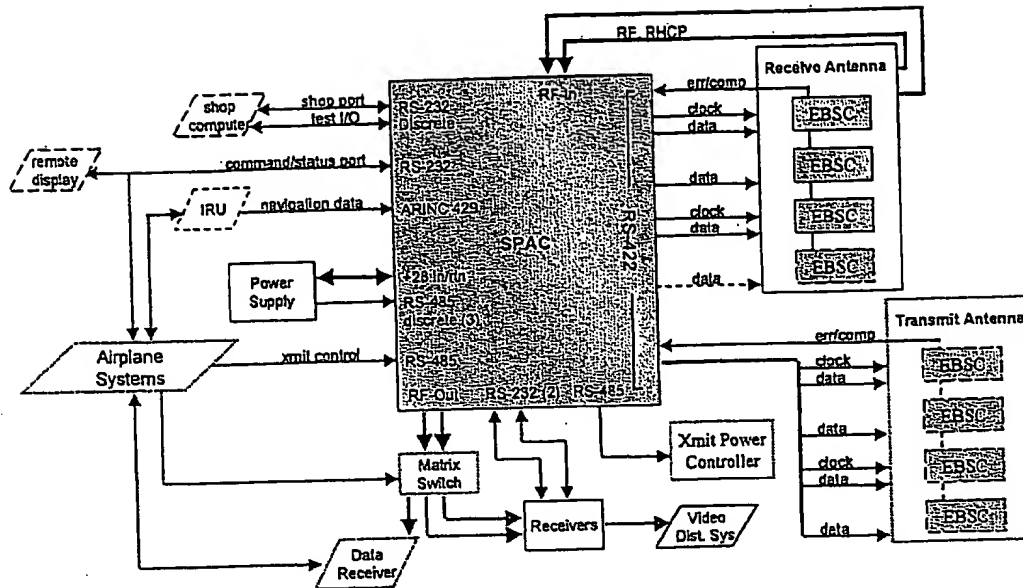 RF, RHCP
Receive Antenna
err/comp
clock
data
data
clock
data
data
EBSC
EBSC
EBSC
EBSC
shop
compute
shop port
test I/O
remote
display
command/status port
IRU
navigation data
Power
Supply
Airplane
Systems
xmit control
RF-In
RS-232
discrete
RS-232
ARINC 429
SPAC
RS-422
+28 in/rtn
RS-485
discrete (3)
RS-485
RF-Out
RS-232 (2)
RS-485
Transmit Antenna
err/comp
clock
data
data
clock
data
data
EBSC
EBSC
EBSC
EBSC
Matrix
Switch
Xmit Power
Controller
Receivers
Video
Dist. Sys
Data
Receiver